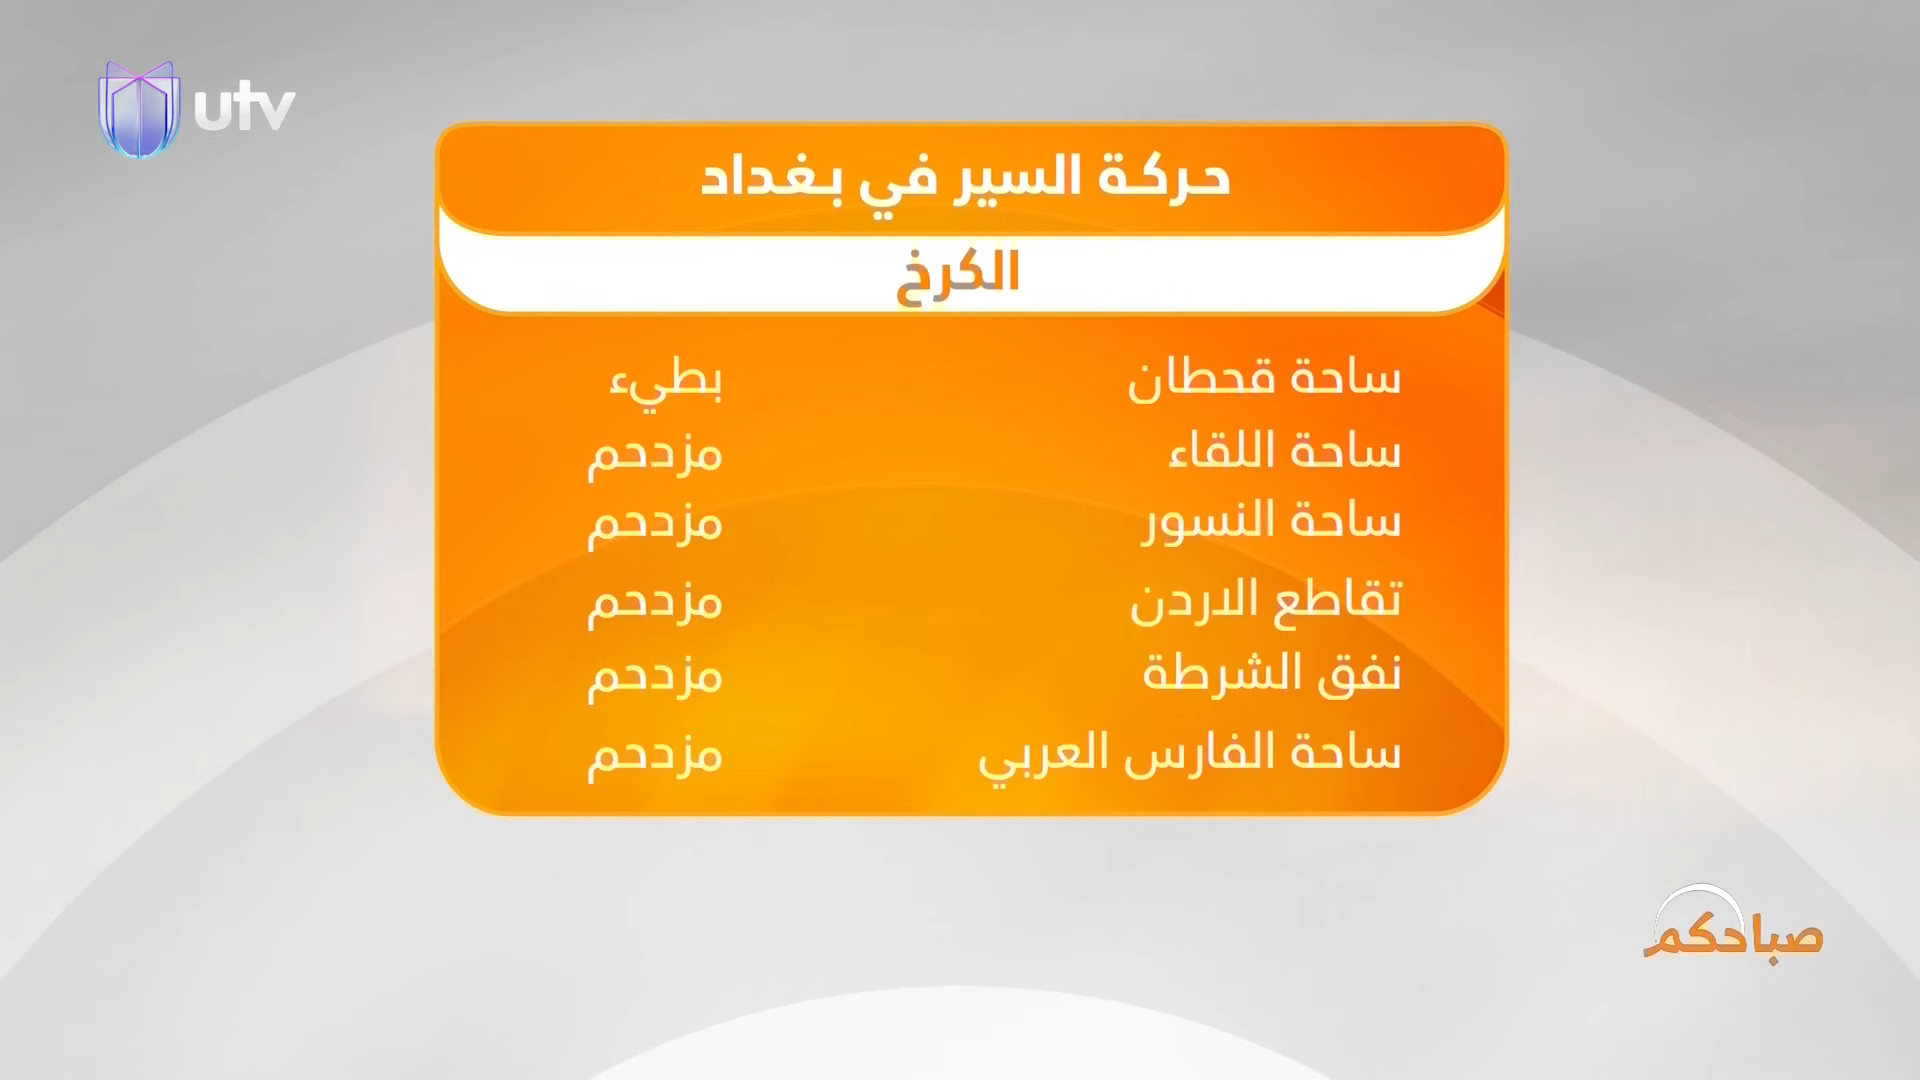 utv
حركة السير في بغداد
الكرخ
ساحة قحطان بطيء
ساحة اللقاء مزدحم
ساحة النسور مزدحم
تقاطع الاردن مزدحم
نفق الشرطة مزدحم
ساحة الفارس العربي مزدحم
صباحكم